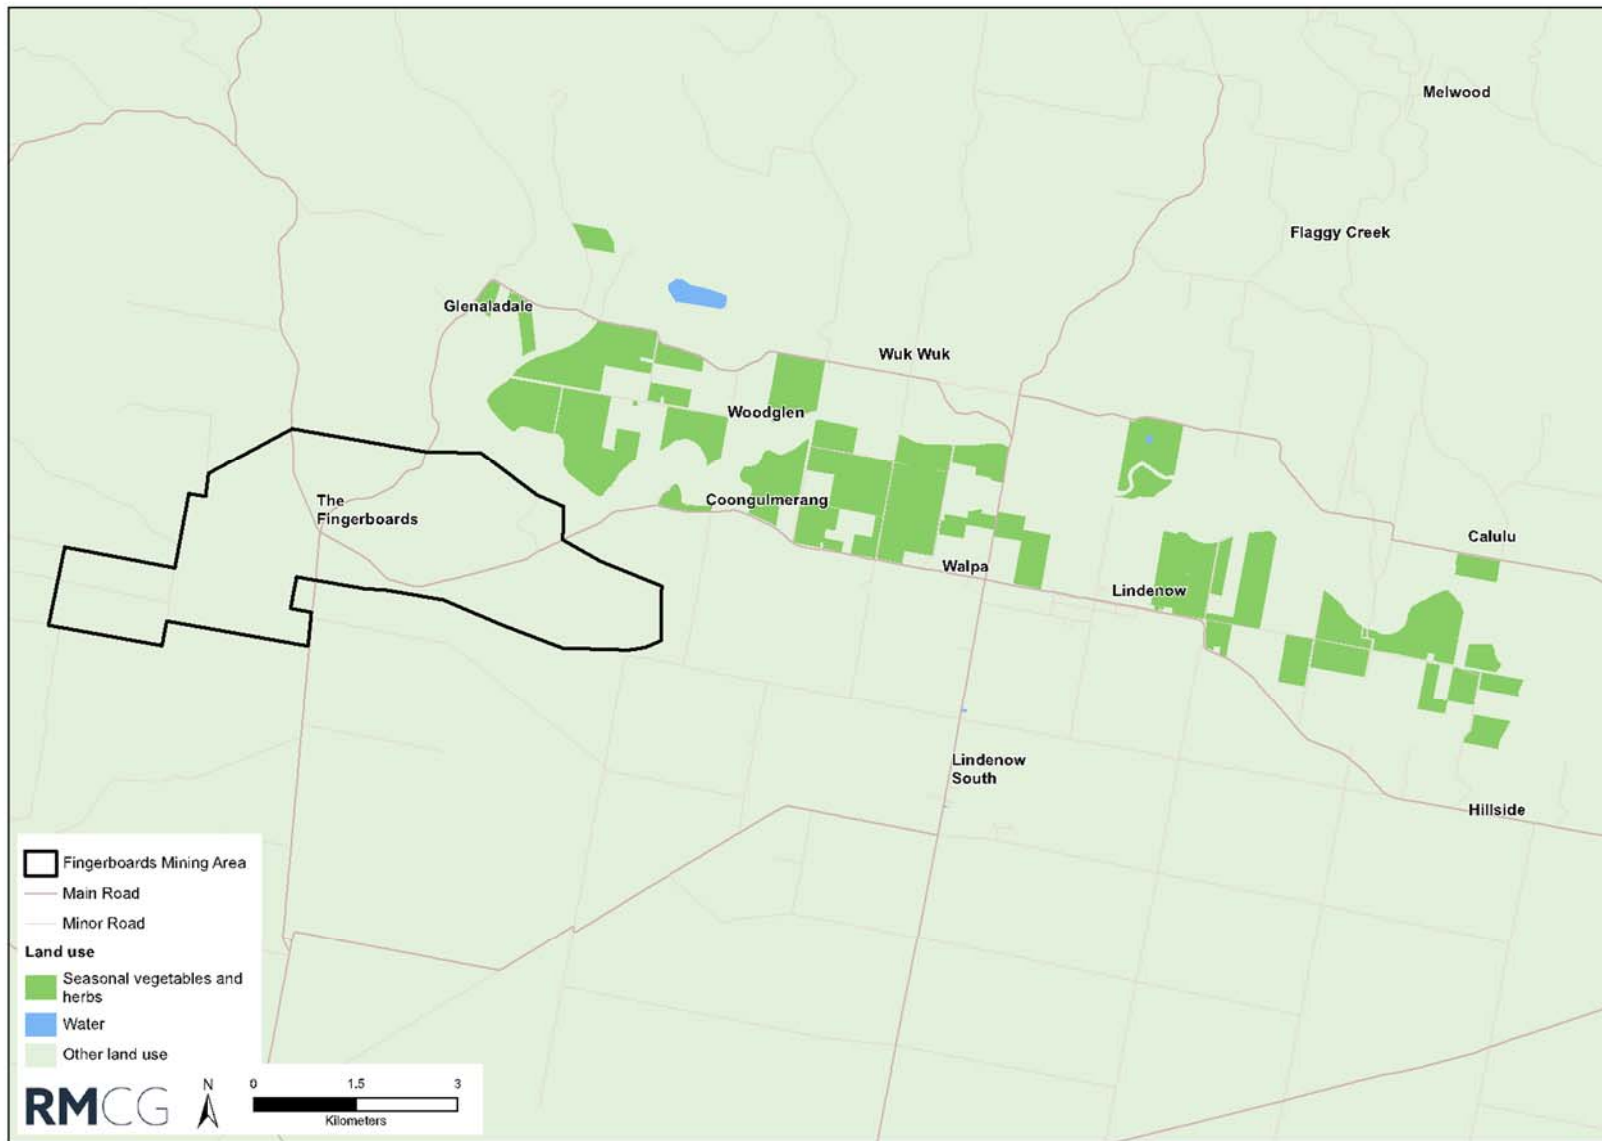 Melwood
Flaggy Creek
Glenaladale
Wuk Wuk
Woodglen
The
Fingerboards
Coongulmerang
Calulu
Walpa
Lindenow
Lindenow
South
Hillside
Fingerboards Mining Area
Main Road
Minor Road
Land use
Seasonal vegetables and
herbs
Water
Other land use
RMCG
N
0 1.5 3
Kilometers